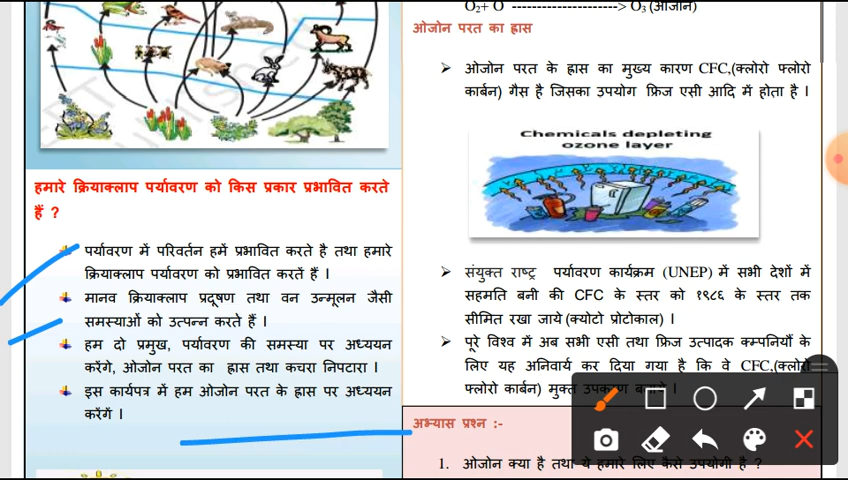 हमारे क्रियाक्लाप पर्यावरण को किस प्रकार प्रभावित करते
हैं ?
पर्यावरण में परिवर्तन हमें प्रभावित करते है तथा हमारे
क्रियाक्लाप पर्यावरण को प्रभावित करतें हैं ।
मानव क्रियाक्लाप प्रदूषण तथा वन उन्मूलन जैसी
समस्याओं को उत्पन्न करते हैं ।
हम दो प्रमुख, पर्यावरण की समस्या पर अध्ययन
करेंगे, ओजोन परत का ह्रास तथा कचरा निपटारा ।
इस कार्यपत्र में हम ओजोन परत के ह्रास पर अध्ययन
करेंगें ।
O₂+ O --------------------> O₃ (ओजोन)
ओजोन परत का ह्रास
ओजोन परत के ह्रास का मुख्य कारण CFC,(क्लोरो फ्लोरो
कार्बन) गैस है जिसका उपयोग फ्रिज एसी आदि में होता है ।
Chemicals depleting
ozone layer
संयुक्त राष्ट्र पर्यावरण कार्यक्रम (UNEP) में सभी देशों में
सहमति बनी की CFC के स्तर को १९८६ के स्तर तक
सीमित रखा जाये (क्योटो प्रोटोकाल) ।
पूरे विश्व में अब सभी एसी तथा फ्रिज उत्पादक कम्पनियों के
लिए यह अनिवार्य कर दिया गया है कि वे CFC,(क्लोरो
फ्लोरो कार्बन) मुक्त उपकरण बनाये ।
अभ्यास प्रश्न :-
1. ओजोन क्या है तथा ये हमारे लिए कैसे उपयोगी है ?